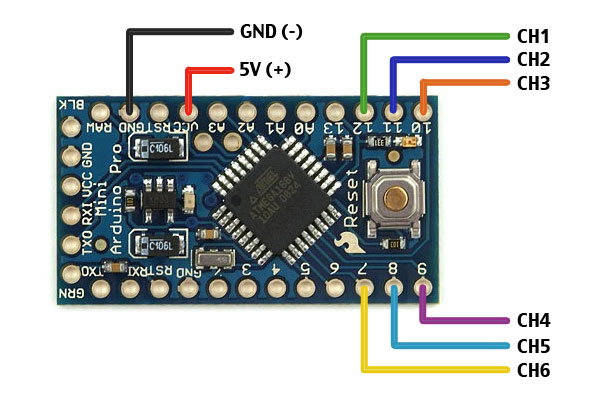 GND (-)
5V (+)
CH1
CH2
CH3
BLK
RAW
GND
RST
VCC
A3
A2
A1
A0
13
12
11
10
GND
VCC
RXI
TXO
Arduino Pro
Mini
C106L
C106L
Reset
GRN
TXO
RXI
RST
GND
2
3
4
5
6
7
8
9
CH4
CH5
CH6